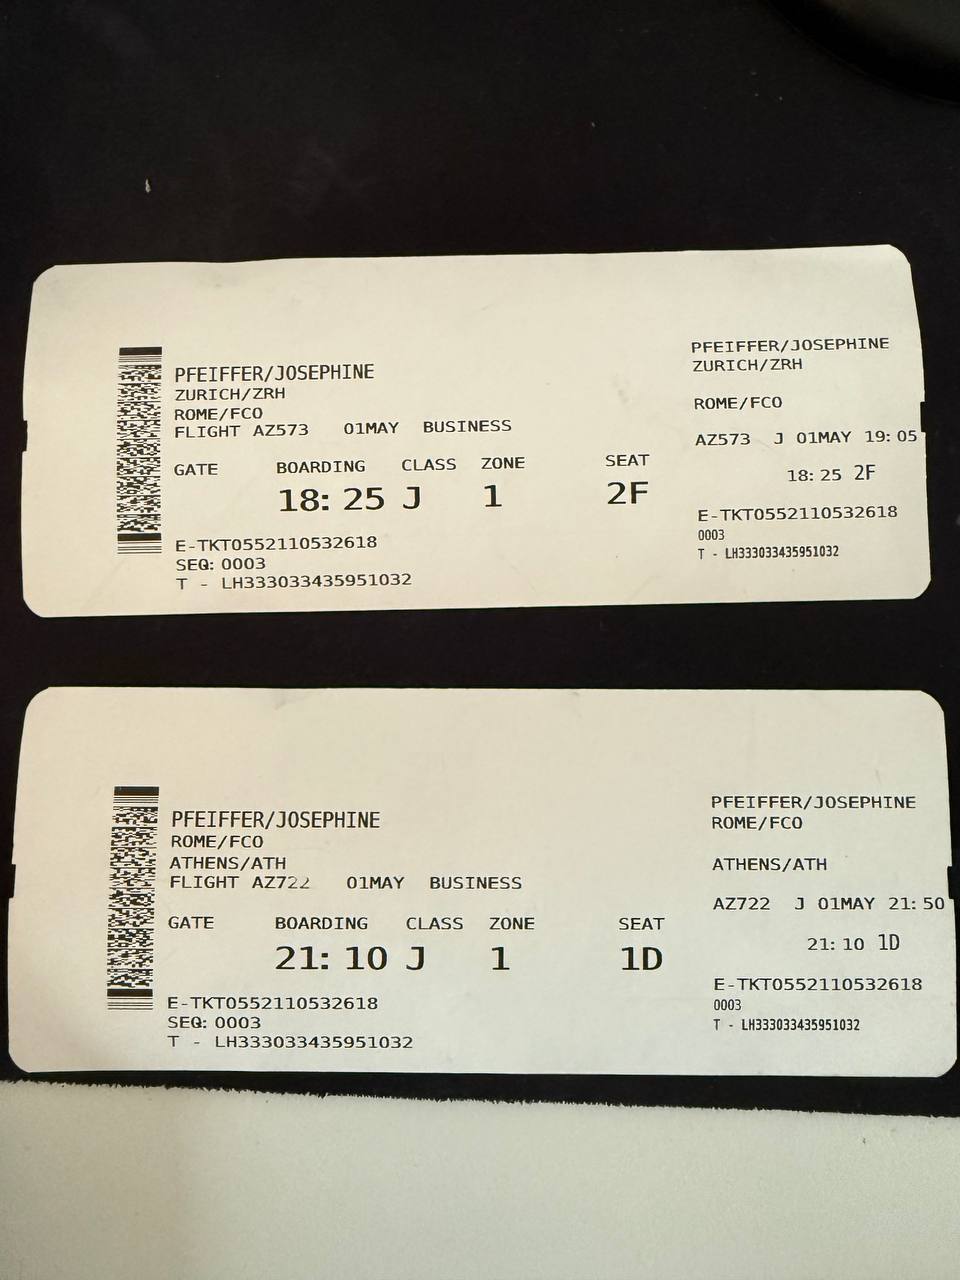 PFEIFFER/JOSEPHINE
ZURICH/ZRH
ROME/FCO
FLIGHT AZ573 01MAY BUSINESS
GATE BOARDING CLASS ZONE SEAT
18:25 J 1 2F
E-TKT0552110532618
SEQ: 0003
T - LH333033435951032
PFEIFFER/JOSEPHINE
ZURICH/ZRH
ROME/FCO
AZ573 J 01MAY 19:05
18:25 2F
E-TKT0552110532618
0003
T - LH333033435951032
PFEIFFER/JOSEPHINE
ROME/FCO
ATHENS/ATH
FLIGHT AZ722 01MAY BUSINESS
GATE BOARDING CLASS ZONE SEAT
21:10 J 1 1D
E-TKT0552110532618
SEQ: 0003
T - LH333033435951032
PFEIFFER/JOSEPHINE
ROME/FCO
ATHENS/ATH
AZ722 J 01MAY 21:50
21:10 1D
E-TKT0552110532618
0003
T - LH333033435951032